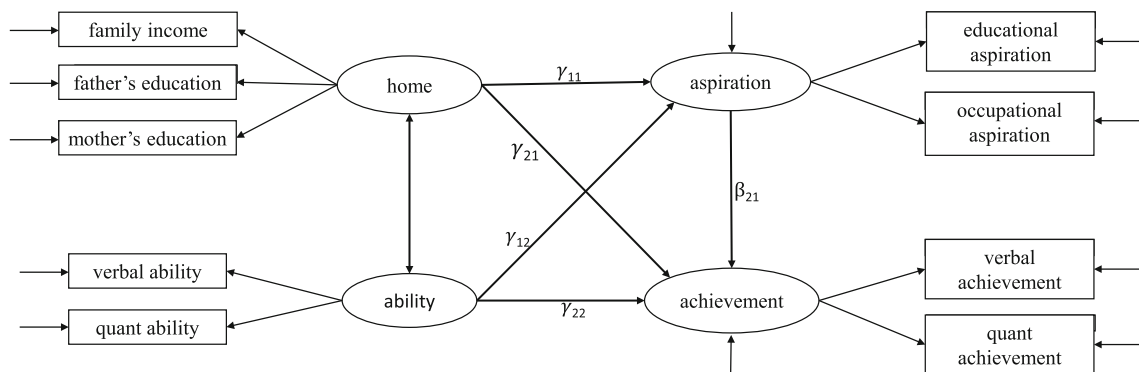 family income
father's education
mother's education
home
γ11
aspiration
educational
aspiration
occupational
aspiration
γ21
γ12
β21
verbal ability
quant ability
ability
γ22
achievement
verbal
achievement
quant
achievement